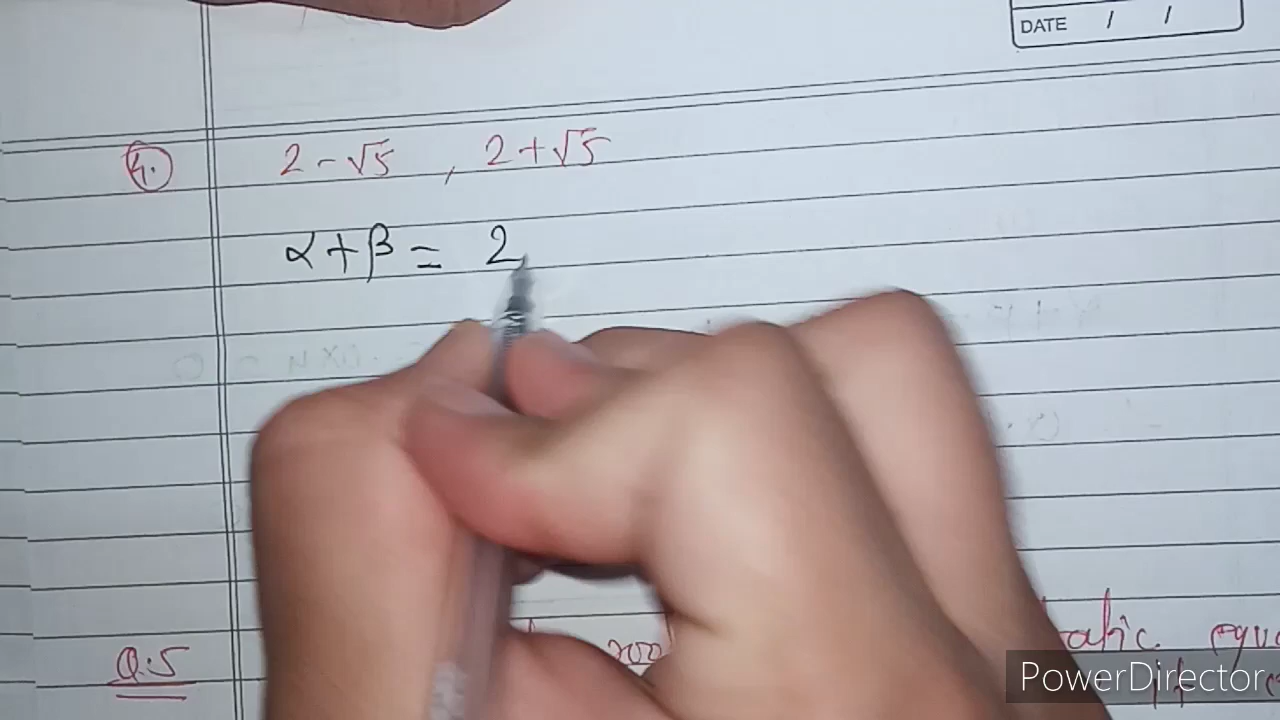 DATE / /
4. 2 - √5 , 2 + √5
α + β = 2
Q.5
PowerDirector